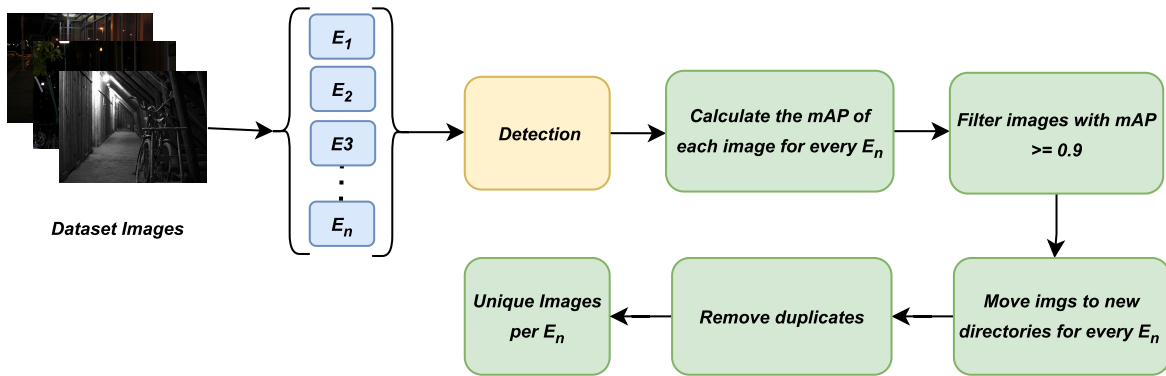 Dataset Images
E1
E2
E3
En
Detection
Calculate the mAP of
each image for every En
Filter images with mAP
>= 0.9
Move imgs to new
directories for every En
Remove duplicates
Unique Images
per En